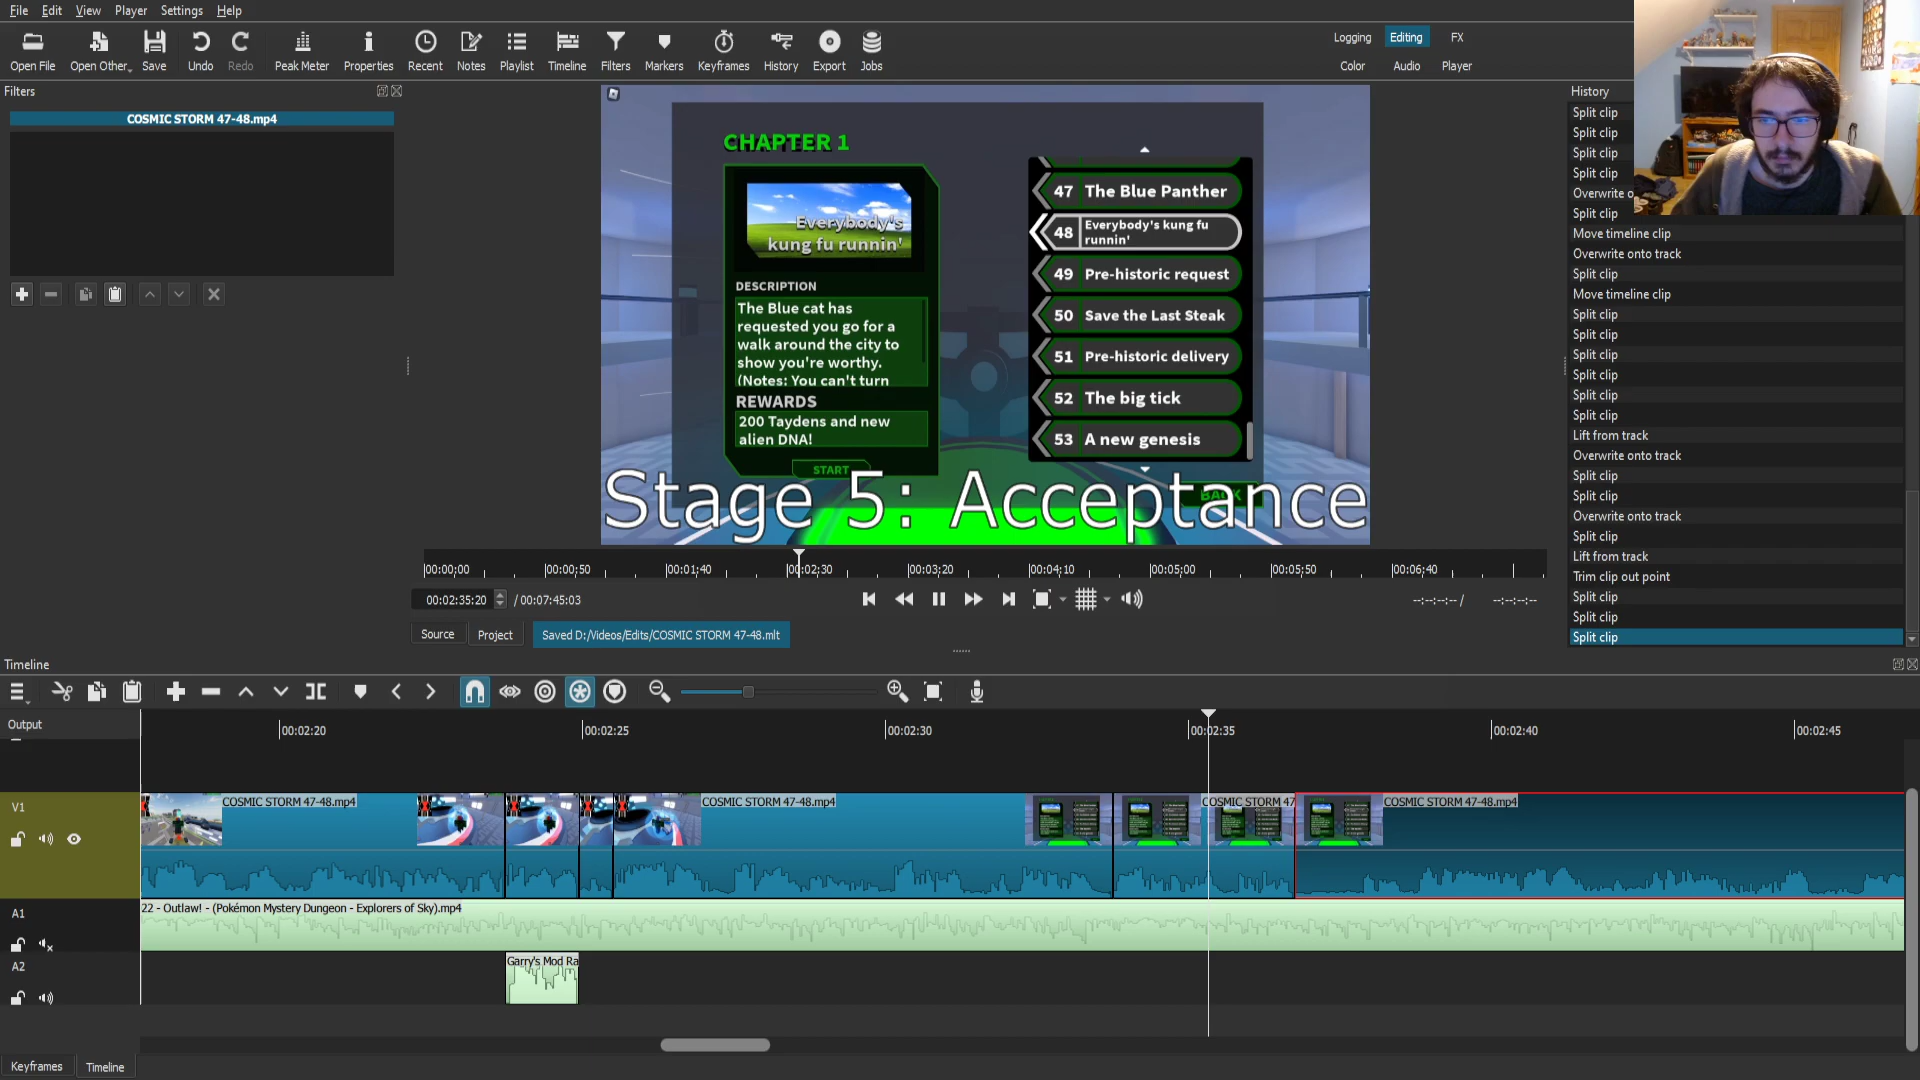 File Edit View Player Settings Help
Open File Open Other Save Undo Redo Peak Meter Properties Recent Notes Playlist Timeline Filters Markers Keyframes History Export Jobs
Logging Editing FX
Color Audio Player
Filters
COSMIC STORM 47-48.mp4
CHAPTER 1
Everybody's
kung fu runnin'
DESCRIPTION
The Blue cat has
requested you go for a
walk around the city to
show you're worthy.
(Notes: You can't turn
REWARDS
200 Taydens and new
alien DNA!
START
47 The Blue Panther
48 Everybody's kung fu
runnin'
49 Pre-historic request
50 Save the Last Steak
51 Pre-historic delivery
52 The big tick
53 A new genesis
BACK
Stage 5: Acceptance
00:00:00 00:00;50 00:01;40 00:02;30 00:03;20 00:04;10 00:05;00 00:05;50 00:06;40
00:02:35:20 / 00:07:45:03
--:--:--:-- / --:--:--:--
Source Project Saved D:/Videos/Edits/COSMIC STORM 47-48.mlt
History
Split clip
Split clip
Split clip
Split clip
Overwrite o
Split clip
Move timeline clip
Overwrite onto track
Split clip
Move timeline clip
Split clip
Split clip
Split clip
Split clip
Split clip
Split clip
Lift from track
Overwrite onto track
Split clip
Split clip
Overwrite onto track
Split clip
Lift from track
Trim clip out point
Split clip
Split clip
Split clip
Timeline
Output
00:02:20 00:02:25 00:02:30 00:02:35 00:02:40 00:02:45
V1
COSMIC STORM 47-48.mp4 COSMIC STORM 47-48.mp4 COSMIC STORM 47 COSMIC STORM 47-48.mp4
A1
22 - Outlaw! - (Pokémon Mystery Dungeon - Explorers of Sky).mp4
A2
Garry's Mod Ra
Keyframes Timeline